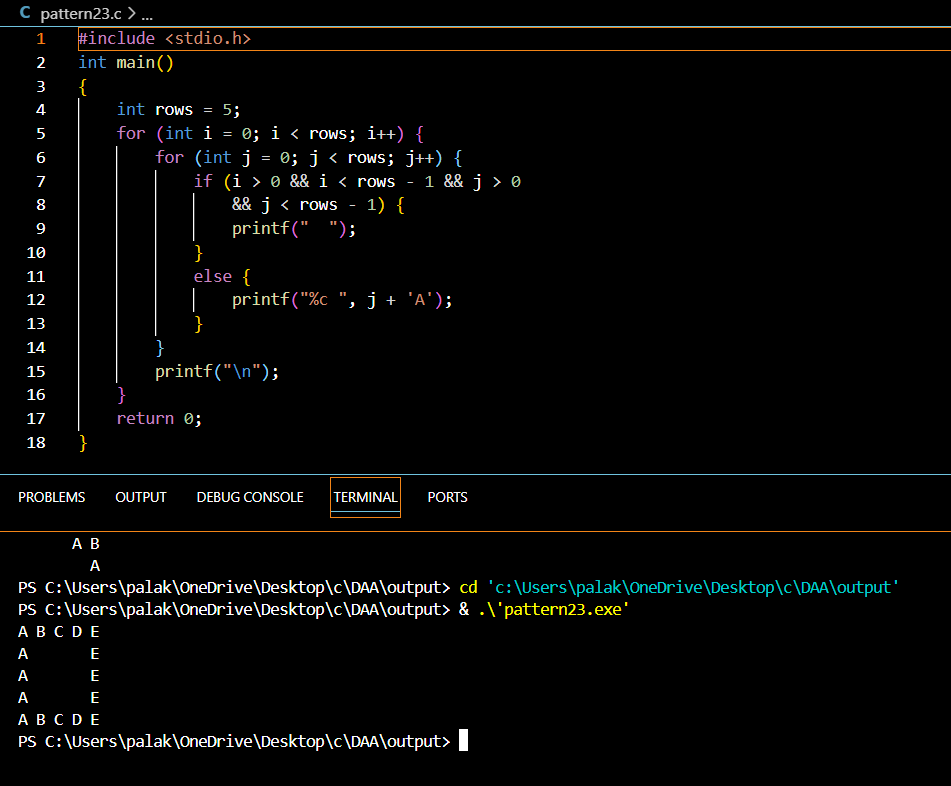 C pattern23.c > ...
1 #include <stdio.h>
2 int main()
3 {
4     int rows = 5;
5     for (int i = 0; i < rows; i++) {
6         for (int j = 0; j < rows; j++) {
7             if (i > 0 && i < rows - 1 && j > 0
8                 && j < rows - 1) {
9                 printf("  ");
10             }
11             else {
12                 printf("%c ", j + 'A');
13             }
14         }
15         printf("\n");
16     }
17     return 0;
18 }
PROBLEMS OUTPUT DEBUG CONSOLE TERMINAL PORTS
      A B
        A
PS C:\Users\palak\OneDrive\Desktop\c\DAA\output> cd 'c:\Users\palak\OneDrive\Desktop\c\DAA\output'
PS C:\Users\palak\OneDrive\Desktop\c\DAA\output> & .\'pattern23.exe'
A B C D E
A       E
A       E
A       E
A B C D E
PS C:\Users\palak\OneDrive\Desktop\c\DAA\output>